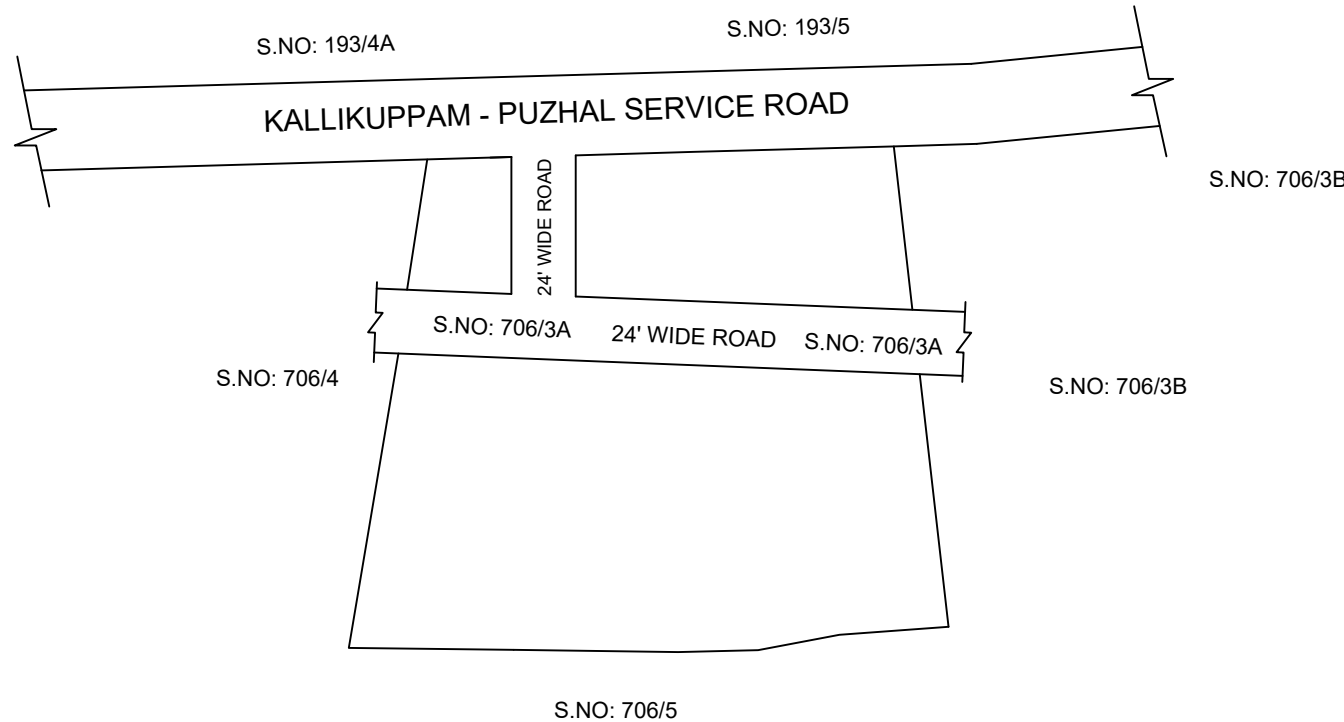 S.NO: 193/4A
S.NO: 193/5
KALLIKUPPAM - PUZHAL SERVICE ROAD
24' WIDE ROAD
S.NO: 706/3B
S.NO: 706/3A
24' WIDE ROAD
S.NO: 706/3A
S.NO: 706/4
S.NO: 706/3B
S.NO: 706/5